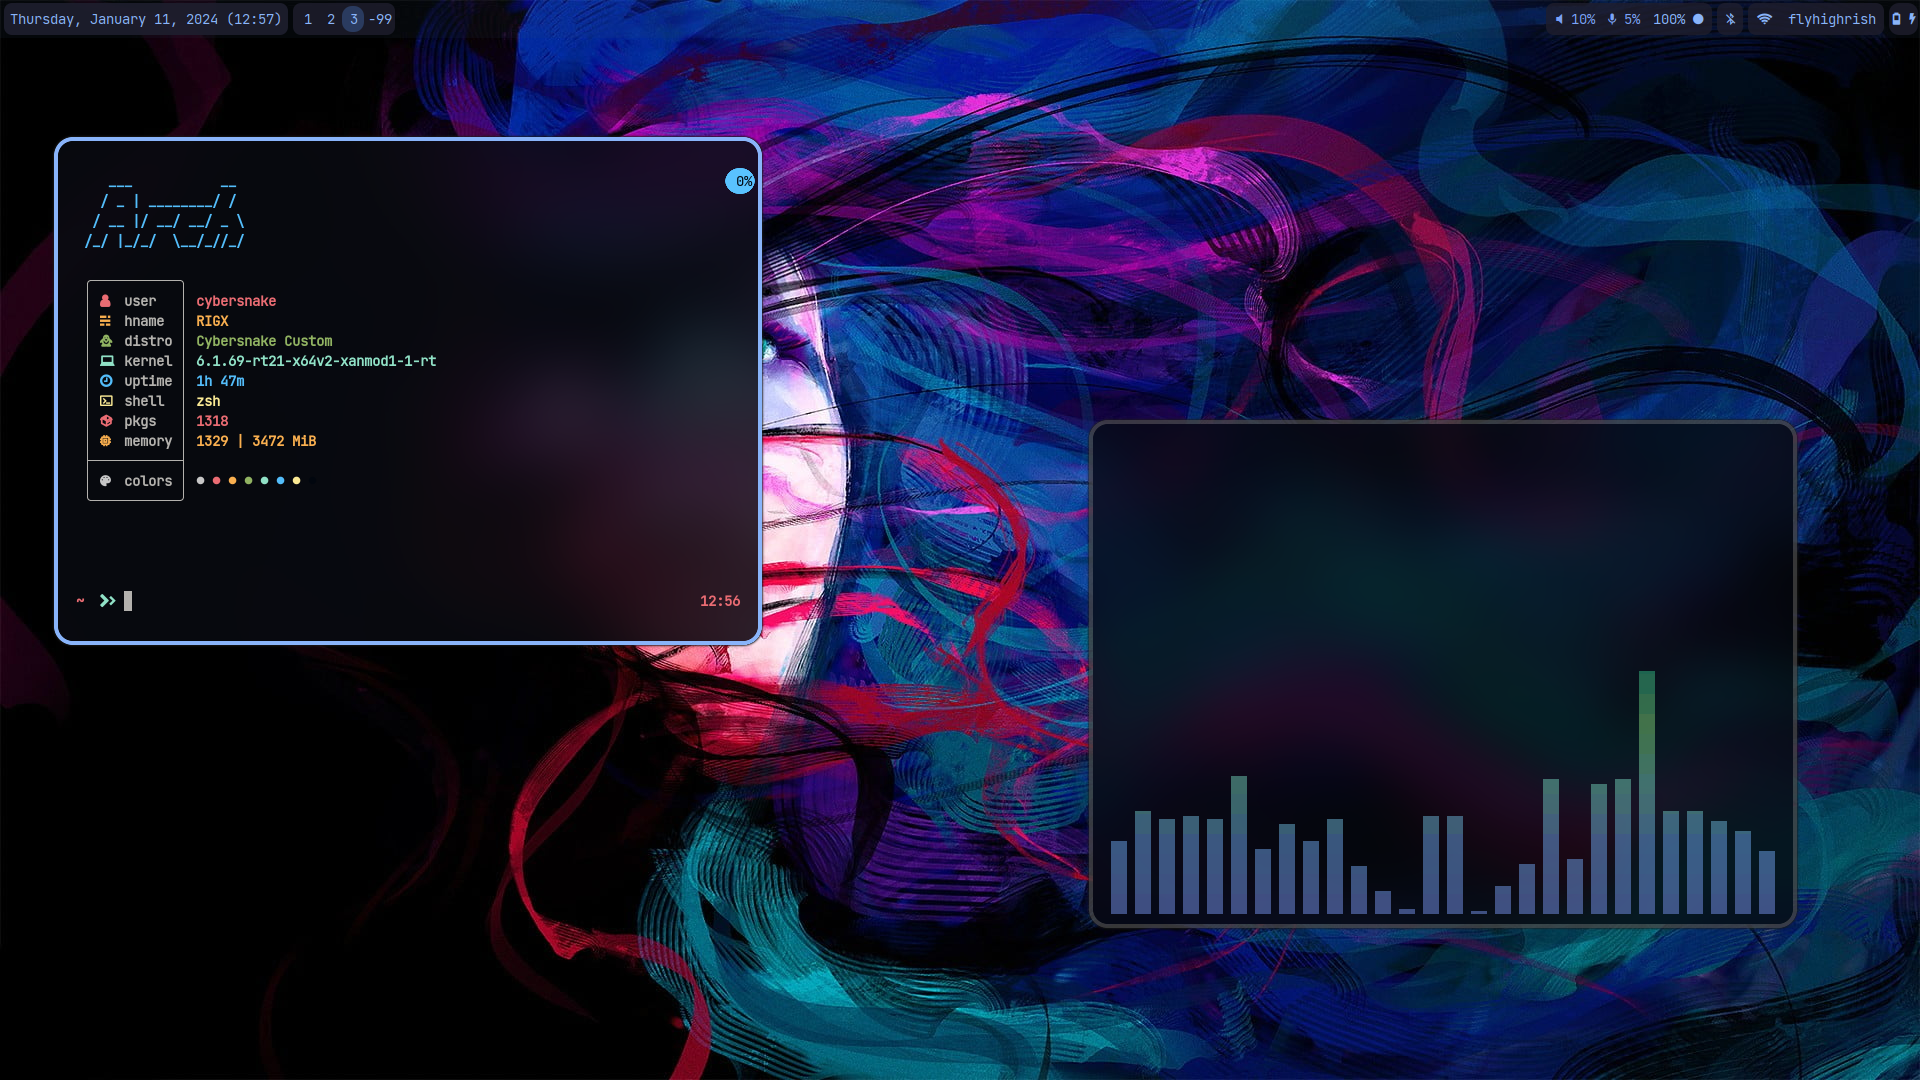 Thursday, January 11, 2024 (12:57) 1 2 3 -99 10% 5% 100% flyhighrish
0%
Arch
user cybersnake
hname RIGX
distro Cybersnake Custom
kernel 6.1.69-rt21-x64v2-xanmod1-1-rt
uptime 1h 47m
shell zsh
pkgs 1318
memory 1329 | 3472 MiB
colors
~ 12:56